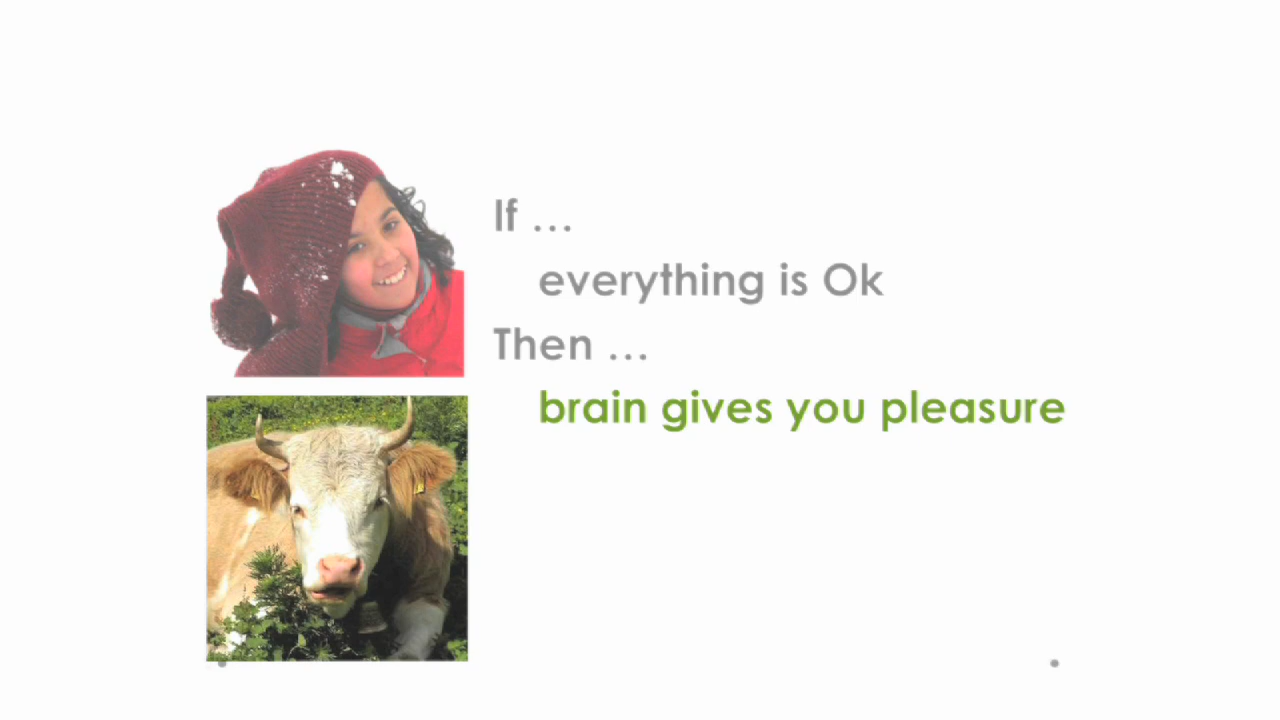 If …
everything is Ok
Then …
brain gives you pleasure